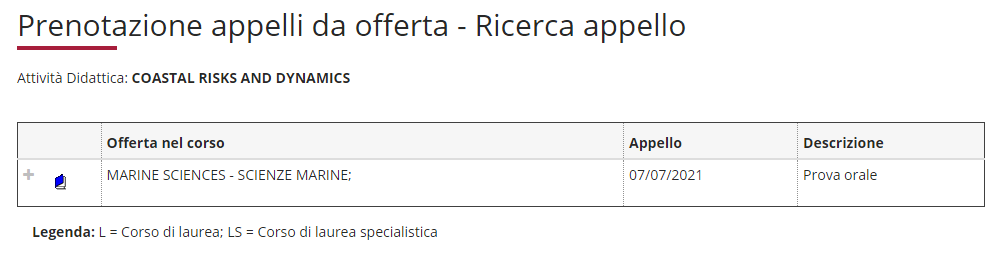 Prenotazione appelli da offerta - Ricerca appello
Attività Didattica: COASTAL RISKS AND DYNAMICS
Offerta nel corso Appello Descrizione
MARINE SCIENCES - SCIENZE MARINE; 07/07/2021 Prova orale
Legenda: L = Corso di laurea; LS = Corso di laurea specialistica